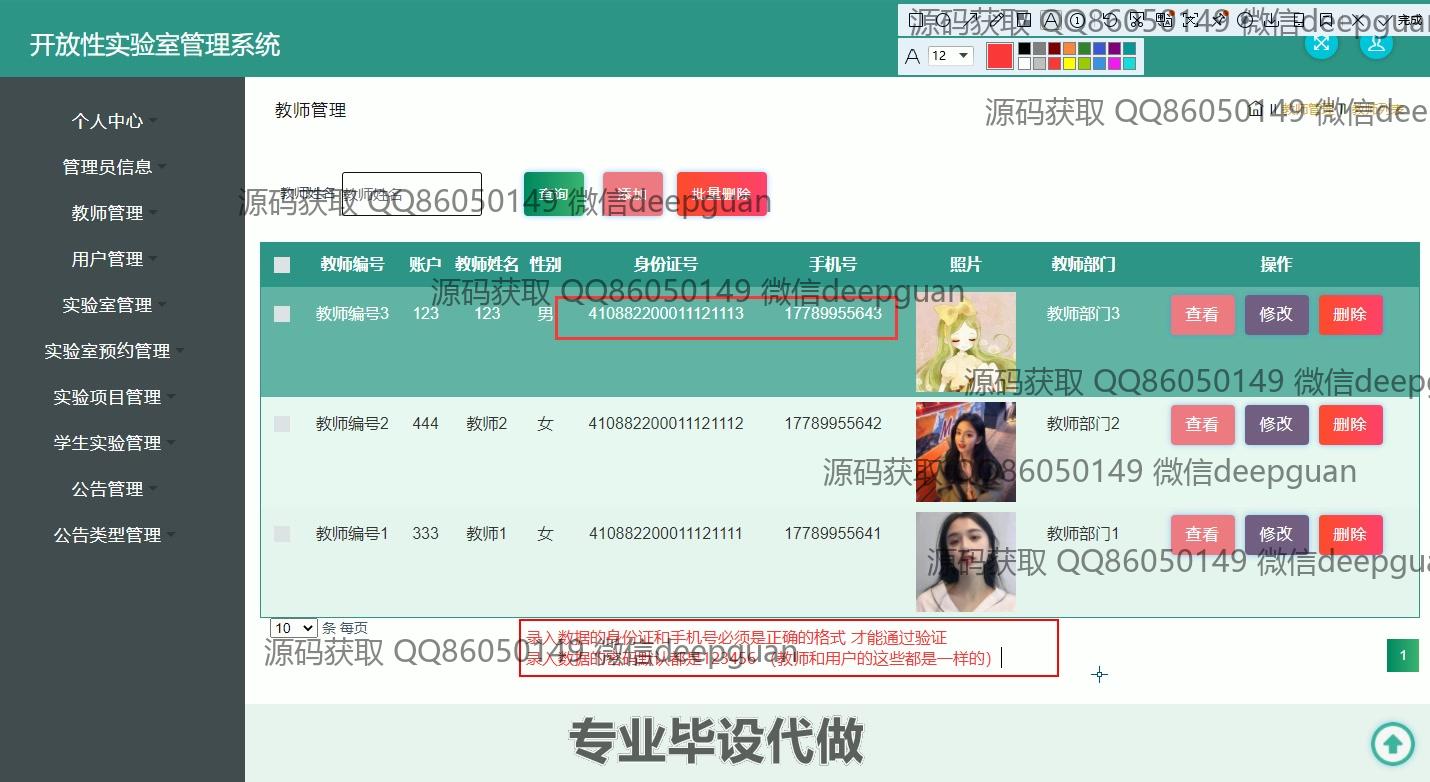 开放性实验室管理系统
源码获取 QQ86050149 微信deepguan
完成
A 12
个人中心
管理员信息
教师管理
用户管理
实验室管理
实验室预约管理
实验项目管理
学生实验管理
公告管理
公告类型管理
教师管理
教师管理 教师列表
源码获取 QQ86050149 微信dee
教师姓名 教师姓名 查询 添加 批量删除
源码获取 QQ86050149 微信deepguan
教师编号 账户 教师姓名 性别 身份证号 手机号 照片 教师部门 操作
源码获取 QQ86050149 微信deepguan
教师编号3 123 123 男 410882200011121113 17789955643 教师部门3 查看 修改 删除
源码获取 QQ86050149 微信deepg
教师编号2 444 教师2 女 410882200011121112 17789955642 教师部门2 查看 修改 删除
源码获取 QQ86050149 微信deepguan
教师编号1 333 教师1 女 410882200011121111 17789955641 教师部门1 查看 修改 删除
源码获取 QQ86050149 微信deepgua
10 条 每页
录入数据的身份证和手机号必须是正确的格式 才能通过验证
源码获取 QQ86050149 微信deepguan
录入数据的密码默认都是123456 （教师和用户的这些都是一样的）
1
专业毕设代做